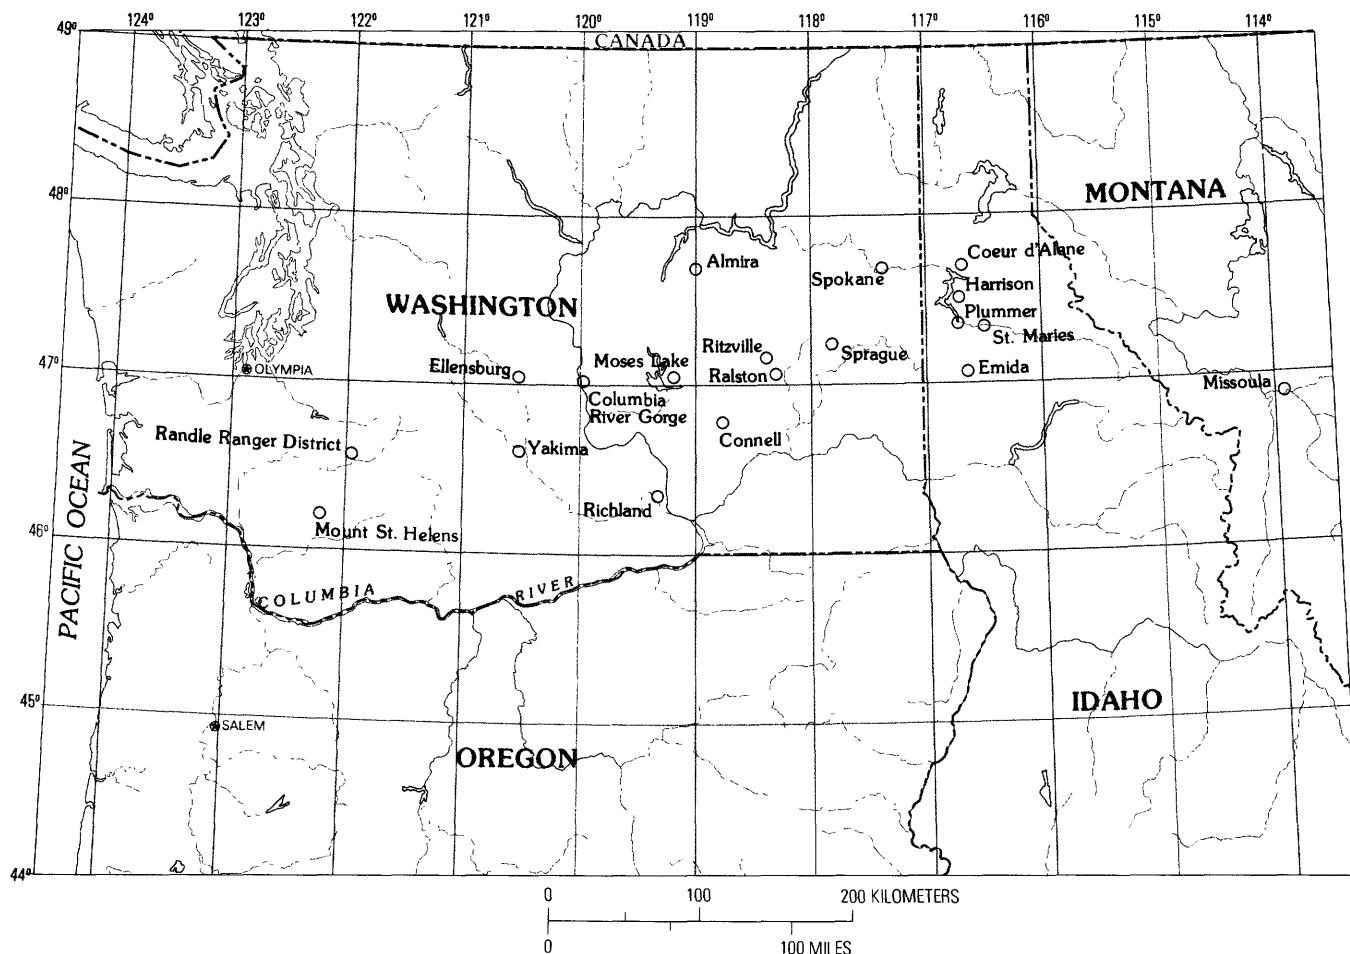 124° 123° 122° 121° 120° 119° 118° 117° 116° 115° 114°
49°
CANADA
48°
MONTANA
Coeur d'Alane
Almira
Spokane
Harrison
WASHINGTON
Plummer
St. Maries
47°
Ritzville
Sprague
Ellensburg
Moses Lake
OLYMPIA
Ralston
Emida
Missoula
Columbia
River Gorge
Connell
Randle Ranger District
Yakima
PACIFIC OCEAN
Richland
46°
Mount St. Helens
COLUMBIA RIVER
45°
IDAHO
SALEM
OREGON
44°
0 100 200 KILOMETERS
0 100 MILES